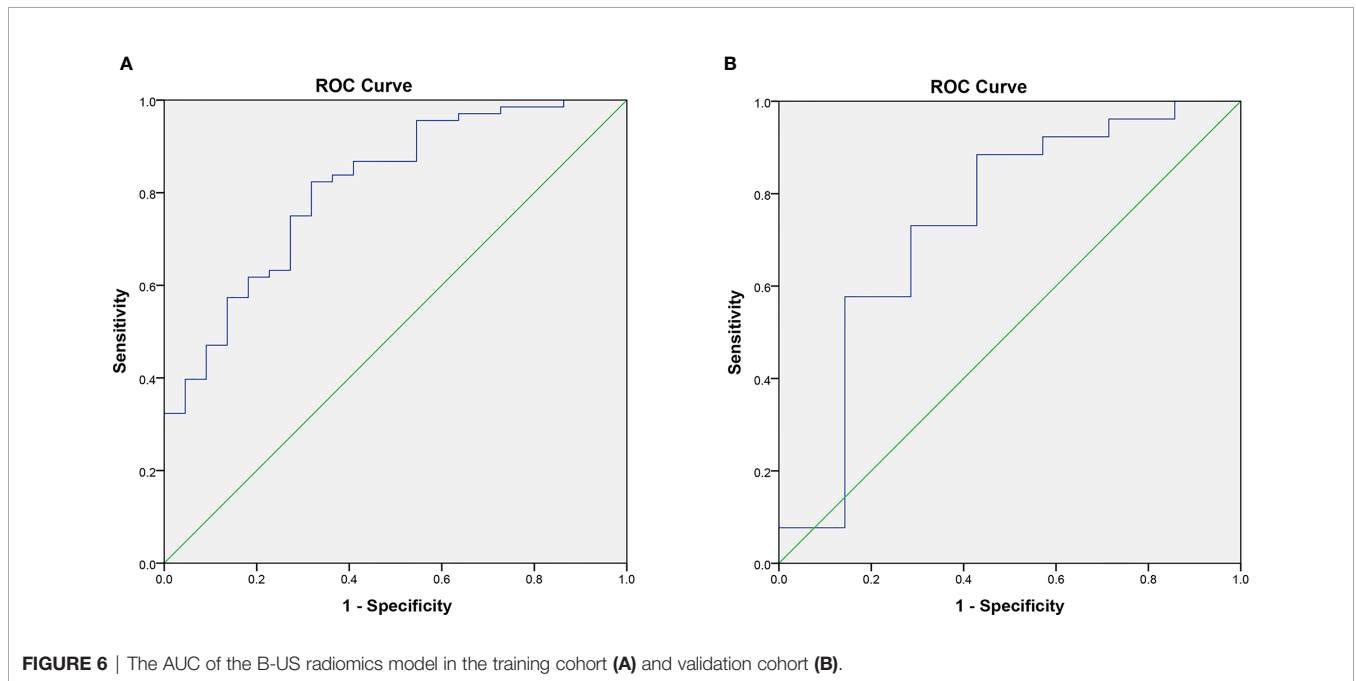 A
ROC Curve
1.0
0.8
0.6
0.4
0.2
0.0
Sensitivity
0.0 0.2 0.4 0.6 0.8 1.0
1 - Specificity
B
ROC Curve
1.0
0.8
0.6
0.4
0.2
0.0
Sensitivity
0.0 0.2 0.4 0.6 0.8 1.0
1 - Specificity
FIGURE 6 | The AUC of the B-US radiomics model in the training cohort (A) and validation cohort (B).